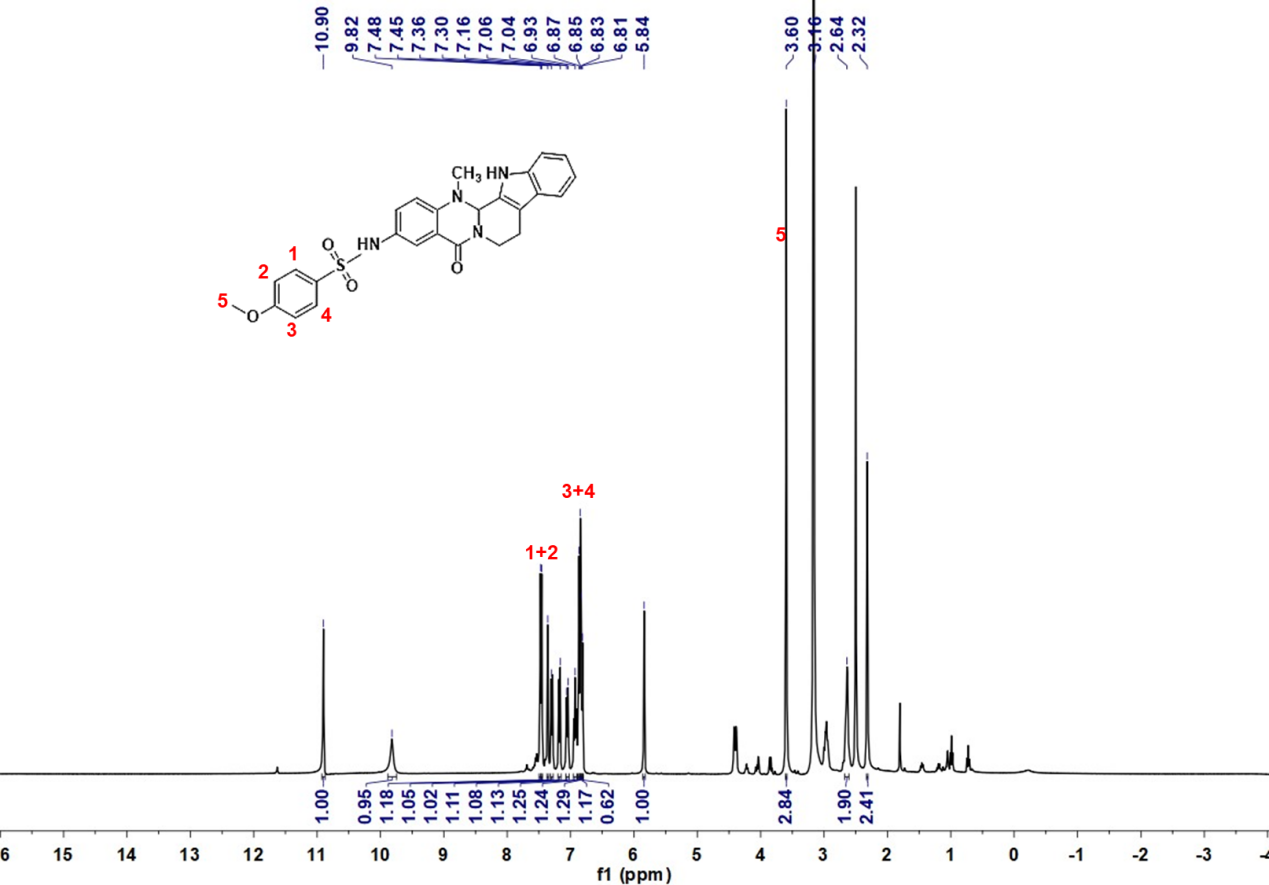 10.90 9.82 7.48 7.45 7.36 7.30 7.16 7.06 7.04 6.93 6.87 6.85 6.83 6.81 5.84 3.60 3.16 2.64 2.32
CH₃ HN
N
N
O
HN
O
S
O
1
2
5
O
4
3
5
3+4
1+2
1.00 0.95 1.18 1.05 1.02 1.11 1.08 1.13 1.25 1.24 1.29 1.17 0.62 1.00 2.84 1.90 2.41
6 15 14 13 12 11 10 9 8 7 6 5 4 3 2 1 0 -1 -2 -3 -4
f1 (ppm)